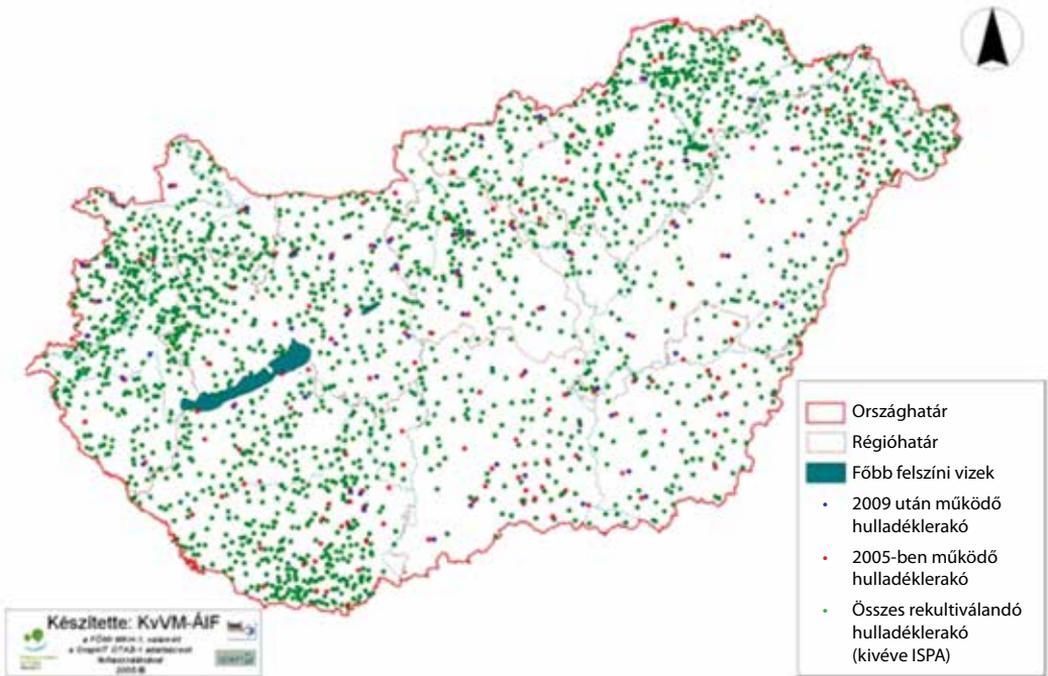 Országhatár
Régióhatár
Főbb felszíni vizek
2009 után működő
hulladéklerakó
2005-ben működő
hulladéklerakó
Összes rekultiválandó
hulladéklerakó
(kivéve ISPA)
Készítette: KvVM-ÁIF